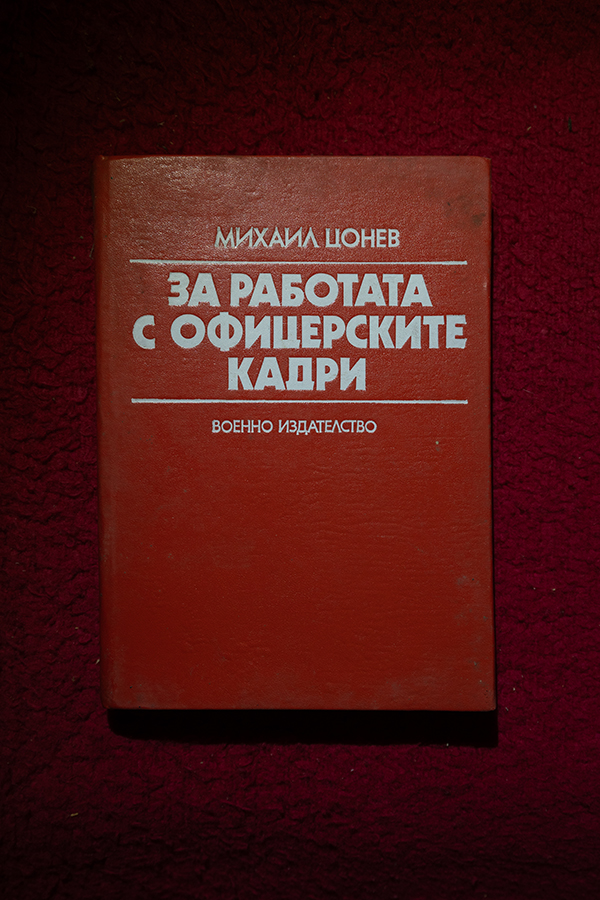 МИХАИЛ ЦОНЕВ
ЗА РАБОТАТА
С ОФИЦЕРСКИТЕ
КАДРИ
ВОЕННО ИЗДАТЕЛСТВО